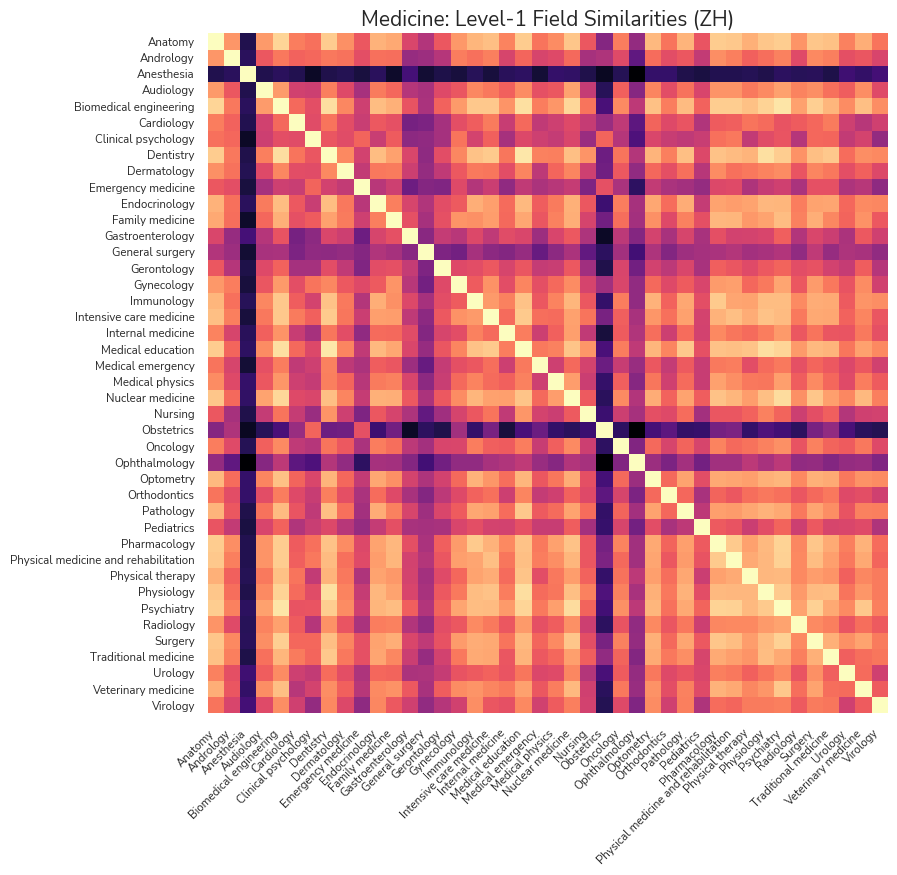 Medicine: Level-1 Field Similarities (ZH)
Anatomy
Andrology
Anesthesia
Audiology
Biomedical engineering
Cardiology
Clinical psychology
Dentistry
Dermatology
Emergency medicine
Endocrinology
Family medicine
Gastroenterology
General surgery
Gerontology
Gynecology
Immunology
Intensive care medicine
Internal medicine
Medical education
Medical emergency
Medical physics
Nuclear medicine
Nursing
Obstetrics
Oncology
Ophthalmology
Optometry
Orthodontics
Pathology
Pediatrics
Pharmacology
Physical medicine and rehabilitation
Physical therapy
Physiology
Psychiatry
Radiology
Surgery
Traditional medicine
Urology
Veterinary medicine
Virology
Anatomy
Andrology
Anesthesia
Audiology
Biomedical engineering
Cardiology
Clinical psychology
Dentistry
Dermatology
Emergency medicine
Endocrinology
Family medicine
Gastroenterology
General surgery
Gerontology
Gynecology
Immunology
Intensive care medicine
Internal medicine
Medical education
Medical emergency
Medical physics
Nuclear medicine
Nursing
Obstetrics
Oncology
Ophthalmology
Optometry
Orthodontics
Pathology
Pediatrics
Pharmacology
Physical medicine and rehabilitation
Physical therapy
Physiology
Psychiatry
Radiology
Surgery
Traditional medicine
Urology
Veterinary medicine
Virology